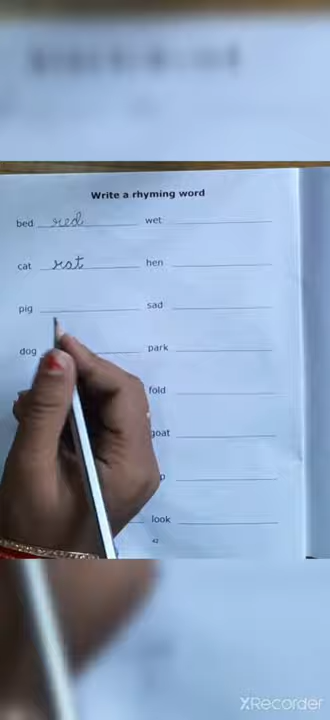 Write a rhyming word
bed red wet
cat rat hen
pig sad
dog park
fold
goat
p
look
42
XRecorder